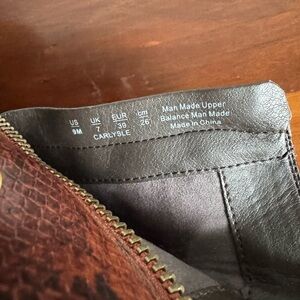 US UK EUR cm
9M 7 39 26
CARLYSLE
Man Made Upper
Balance Man Made
Made in China